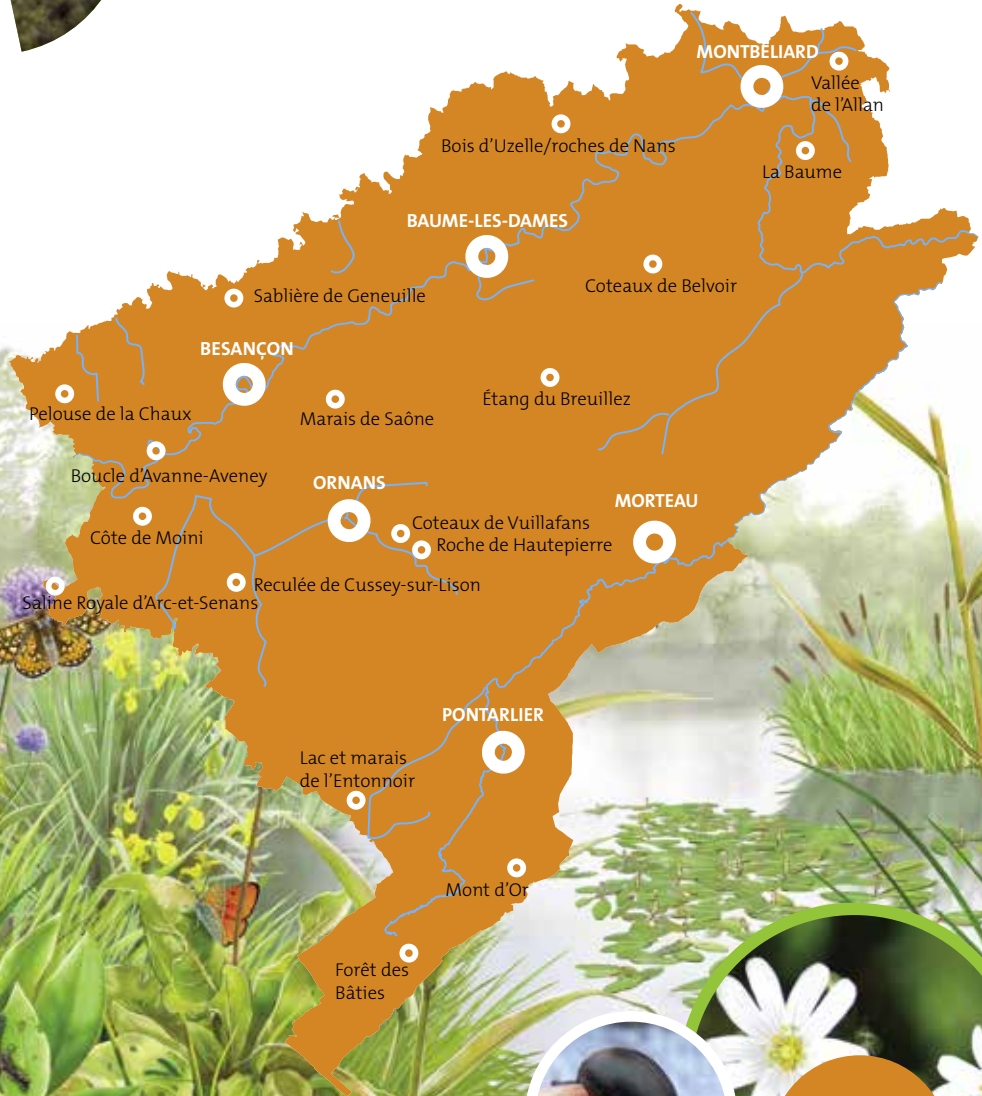 MONTBÉLIARD
Vallée
de l'Allan
Bois d'Uzelle/roches de Nans
La Baume
BAUME-LES-DAMES
Coteaux de Belvoir
Sablière de Geneuille
BESANÇON
Étang du Breuillez
Pelouse de la Chaux
Marais de Saône
Boucle d'Avanne-Aveney
ORNANS
MORTEAU
Coteaux de Vuillafans
Côte de Moini
Roche de Hautepierre
Reculée de Cussey-sur-Lison
Saline Royale d'Arc-et-Senans
PONTARLIER
Lac et marais
de l'Entonnoir
Mont d'Or
Forêt des
Bâties